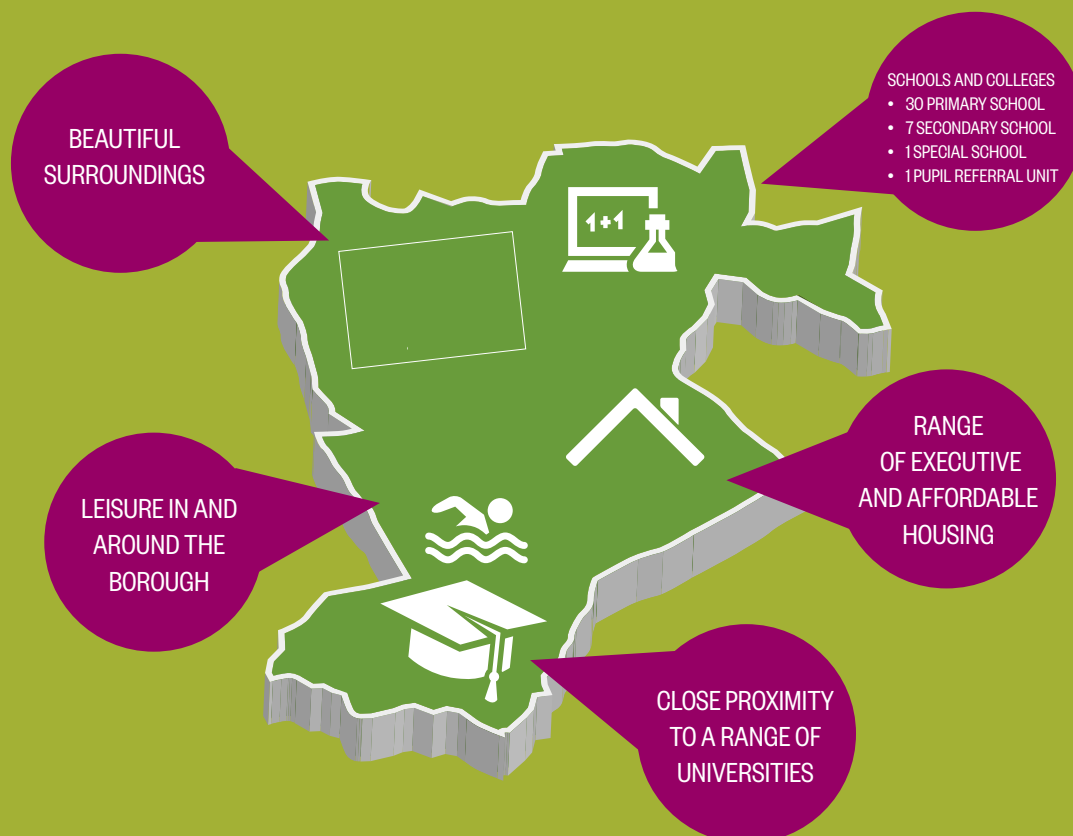 BEAUTIFUL
SURROUNDINGS
SCHOOLS AND COLLEGES
• 30 PRIMARY SCHOOL
• 7 SECONDARY SCHOOL
• 1 SPECIAL SCHOOL
• 1 PUPIL REFERRAL UNIT
1+1
RANGE
OF EXECUTIVE
AND AFFORDABLE
HOUSING
LEISURE IN AND
AROUND THE
BOROUGH
CLOSE PROXIMITY
TO A RANGE OF
UNIVERSITIES